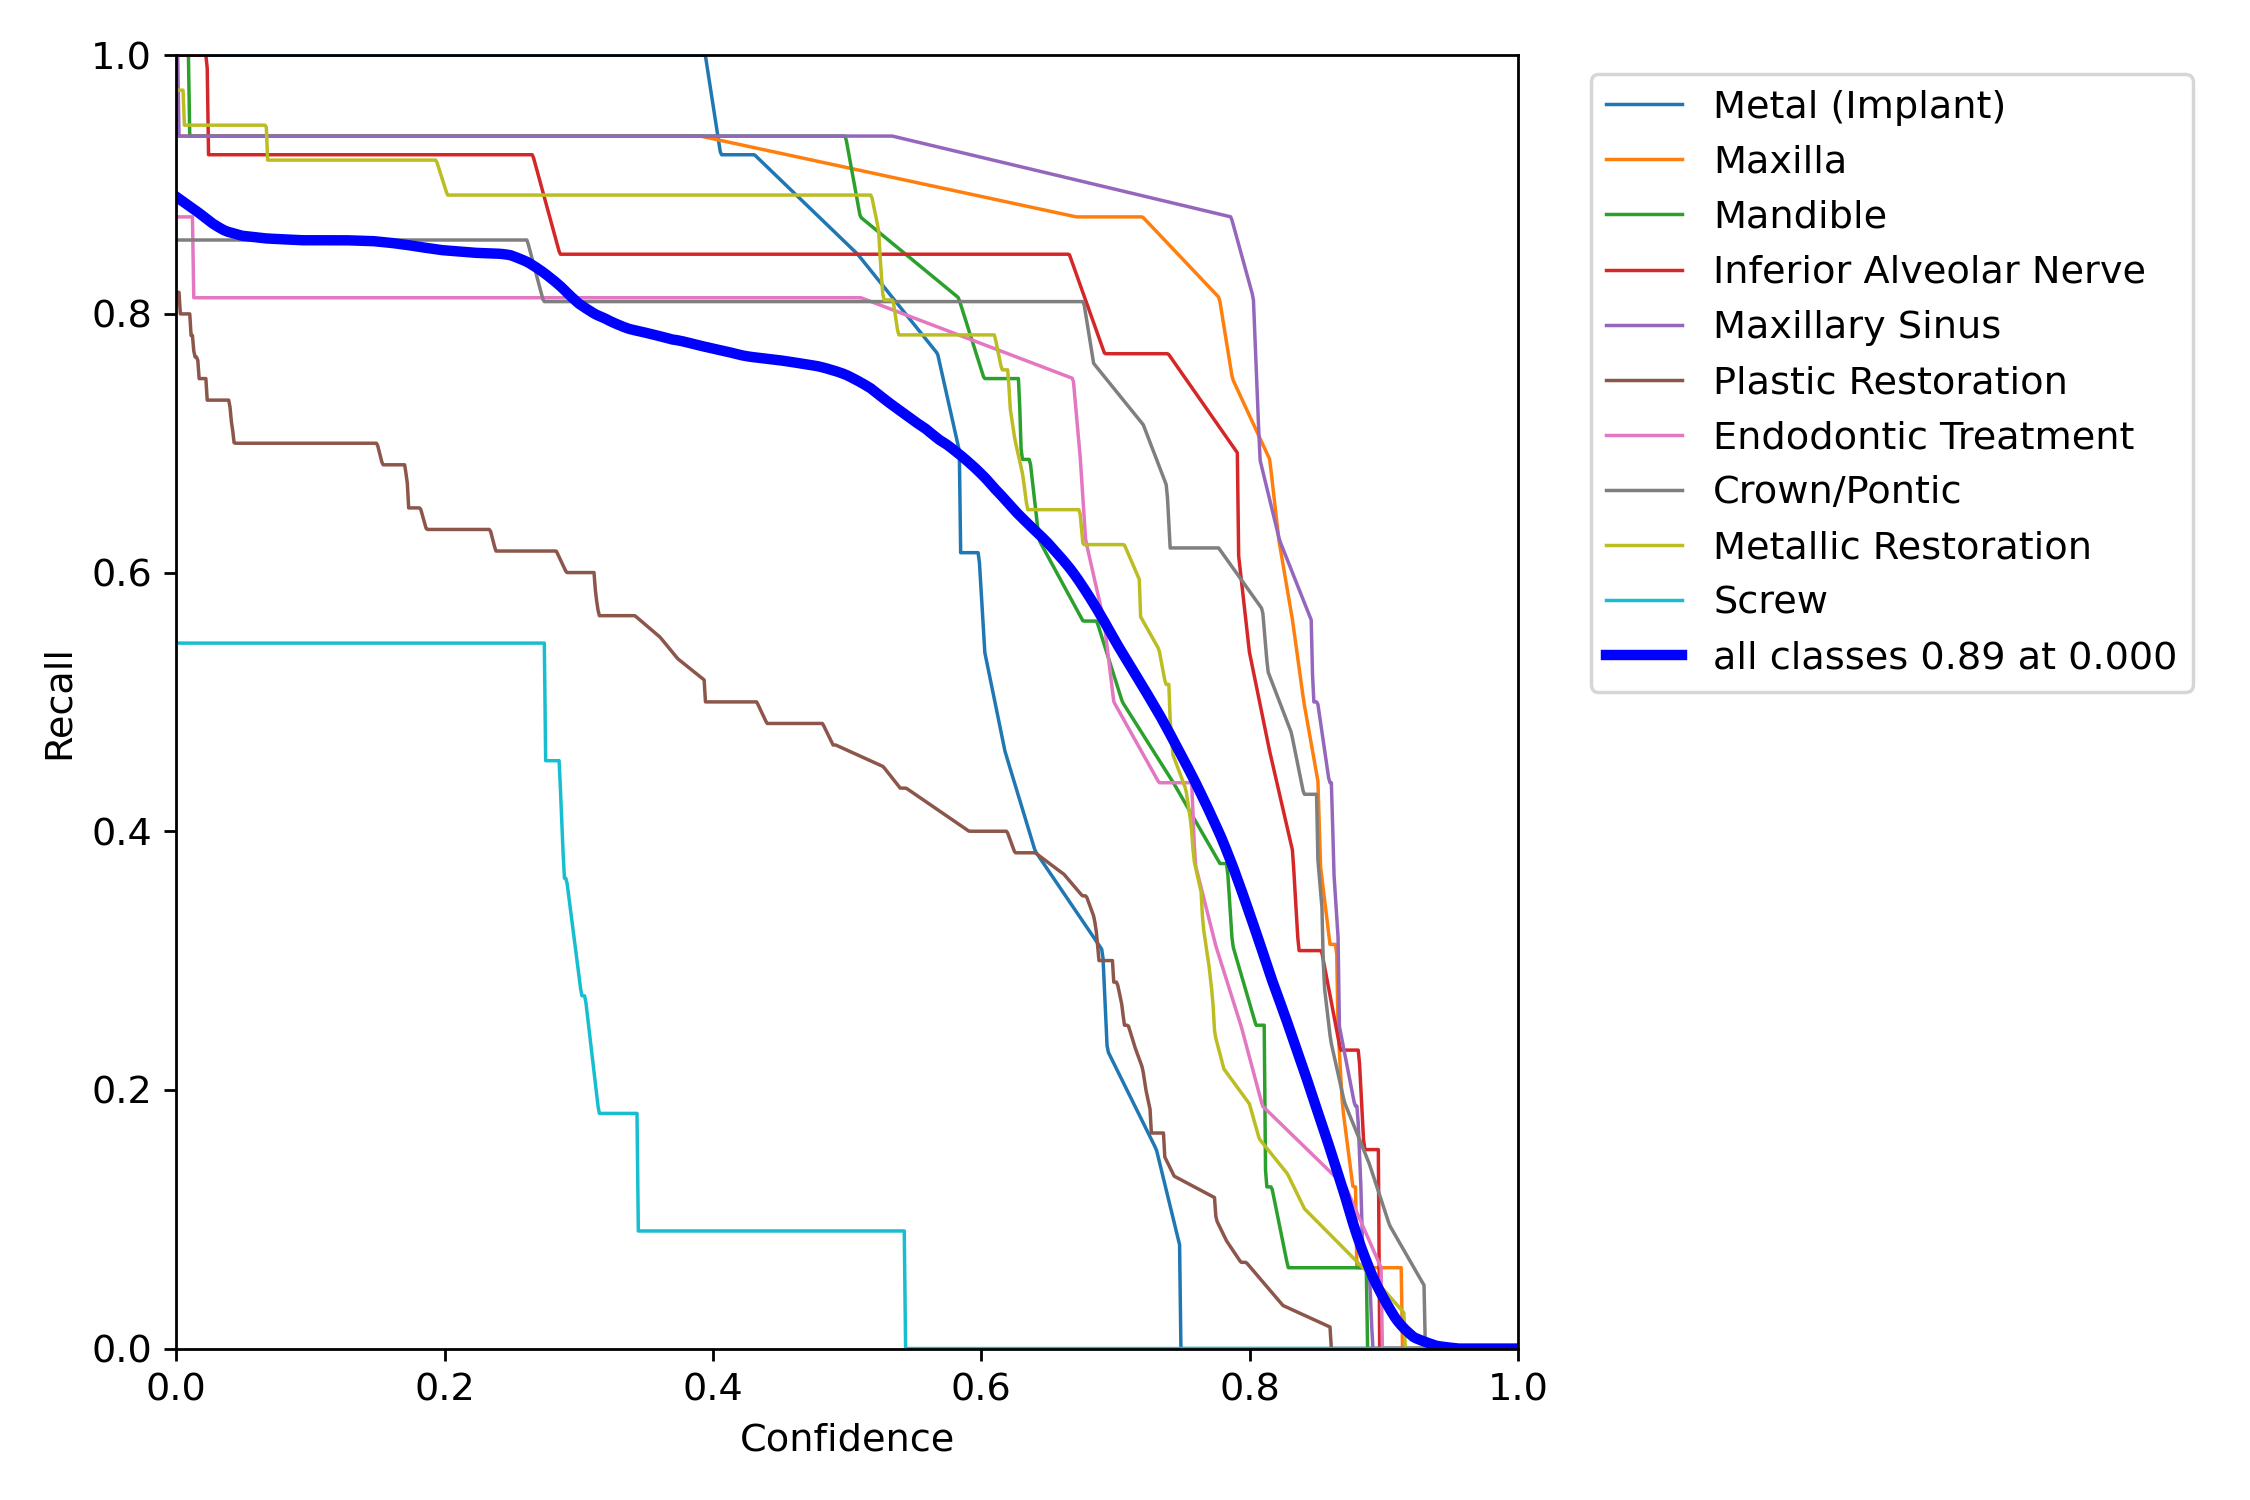 1.0
0.8
0.6
0.4
0.2
0.0
Recall
0.0 0.2 0.4 0.6 0.8 1.0
Confidence
Metal (Implant)
Maxilla
Mandible
Inferior Alveolar Nerve
Maxillary Sinus
Plastic Restoration
Endodontic Treatment
Crown/Pontic
Metallic Restoration
Screw
all classes 0.89 at 0.000